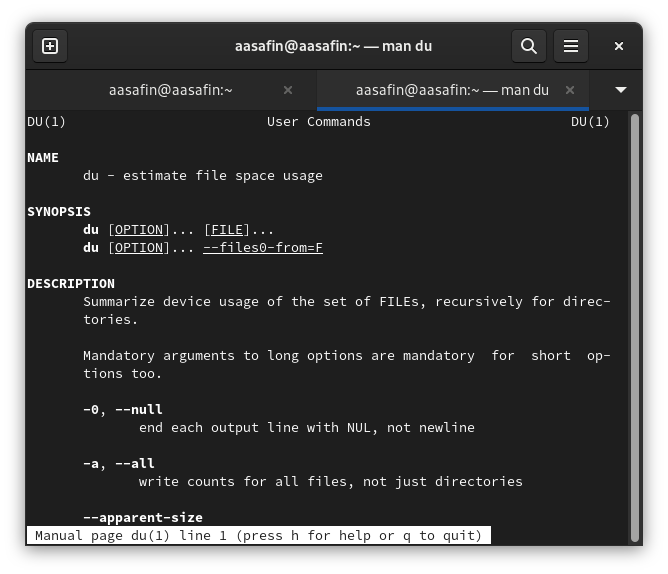 aasafin@aasafin:~ — man du
aasafin@aasafin:~
aasafin@aasafin:~ — man du
DU(1) User Commands DU(1)
NAME
du - estimate file space usage
SYNOPSIS
du [OPTION]... [FILE]...
du [OPTION]... --files0-from=F
DESCRIPTION
Summarize device usage of the set of FILEs, recursively for direc-
tories.
Mandatory arguments to long options are mandatory for short op-
tions too.
-0, --null
end each output line with NUL, not newline
-a, --all
write counts for all files, not just directories
--apparent-size
Manual page du(1) line 1 (press h for help or q to quit)